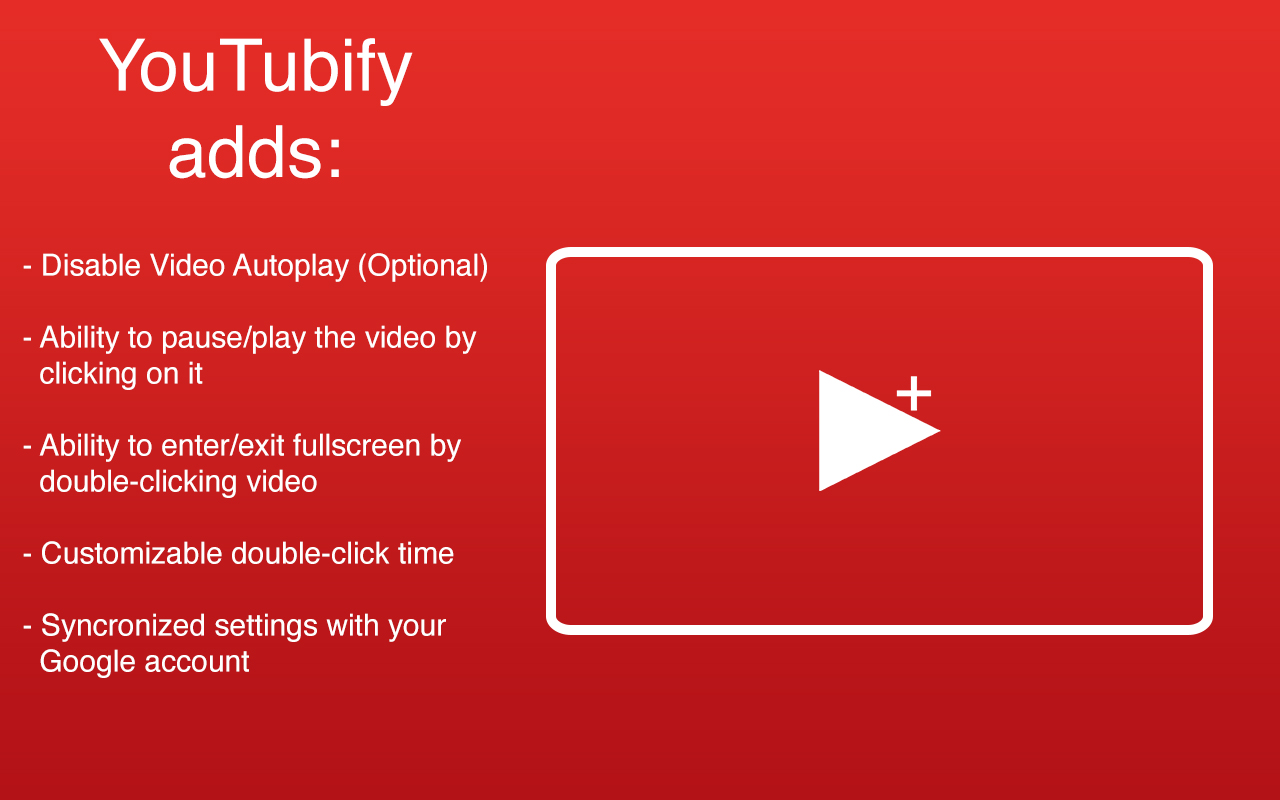 YouTubify
adds:
- Disable Video Autoplay (Optional)
- Ability to pause/play the video by
clicking on it
- Ability to enter/exit fullscreen by
double-clicking video
- Customizable double-click time
- Syncronized settings with your
Google account
+